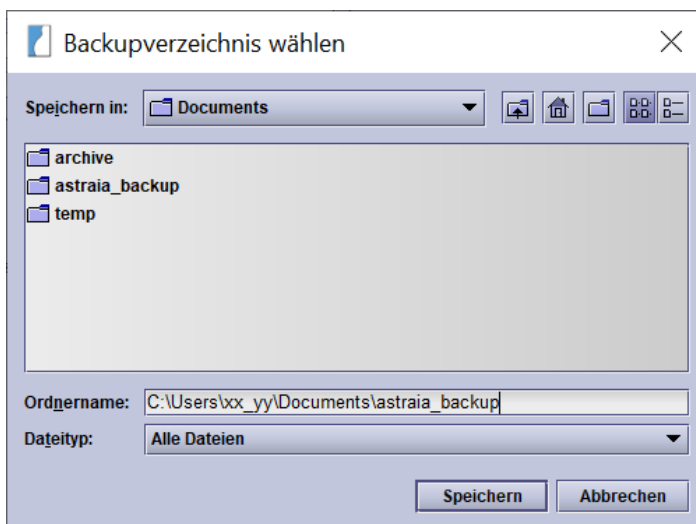 Backupverzeichnis wählen
Speichern in: Documents
archive
astraia_backup
temp
Ordnername: C:\Users\xx_yy\Documents\astraia_backup
Dateityp: Alle Dateien
Speichern Abbrechen